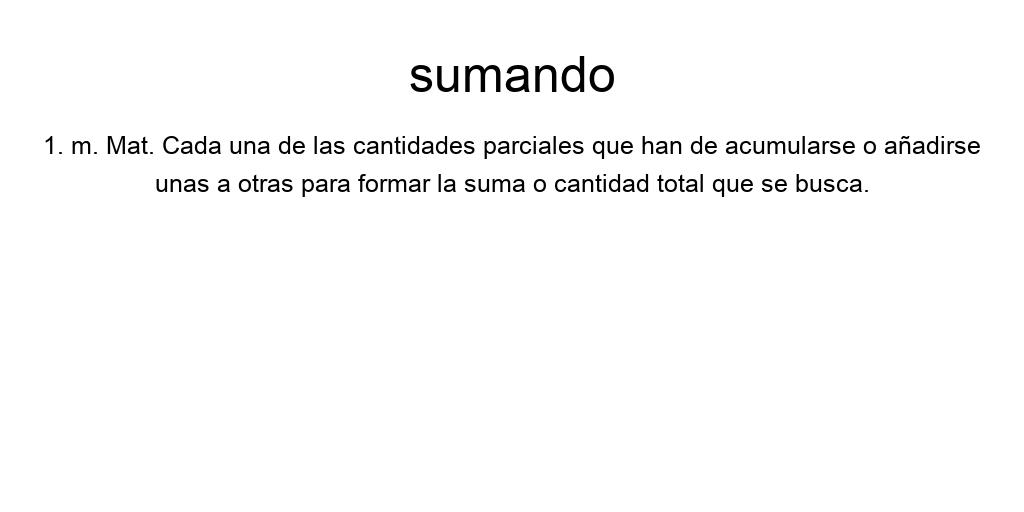 sumando
1. m. Mat. Cada una de las cantidades parciales que han de acumularse o añadirse
unas a otras para formar la suma o cantidad total que se busca.